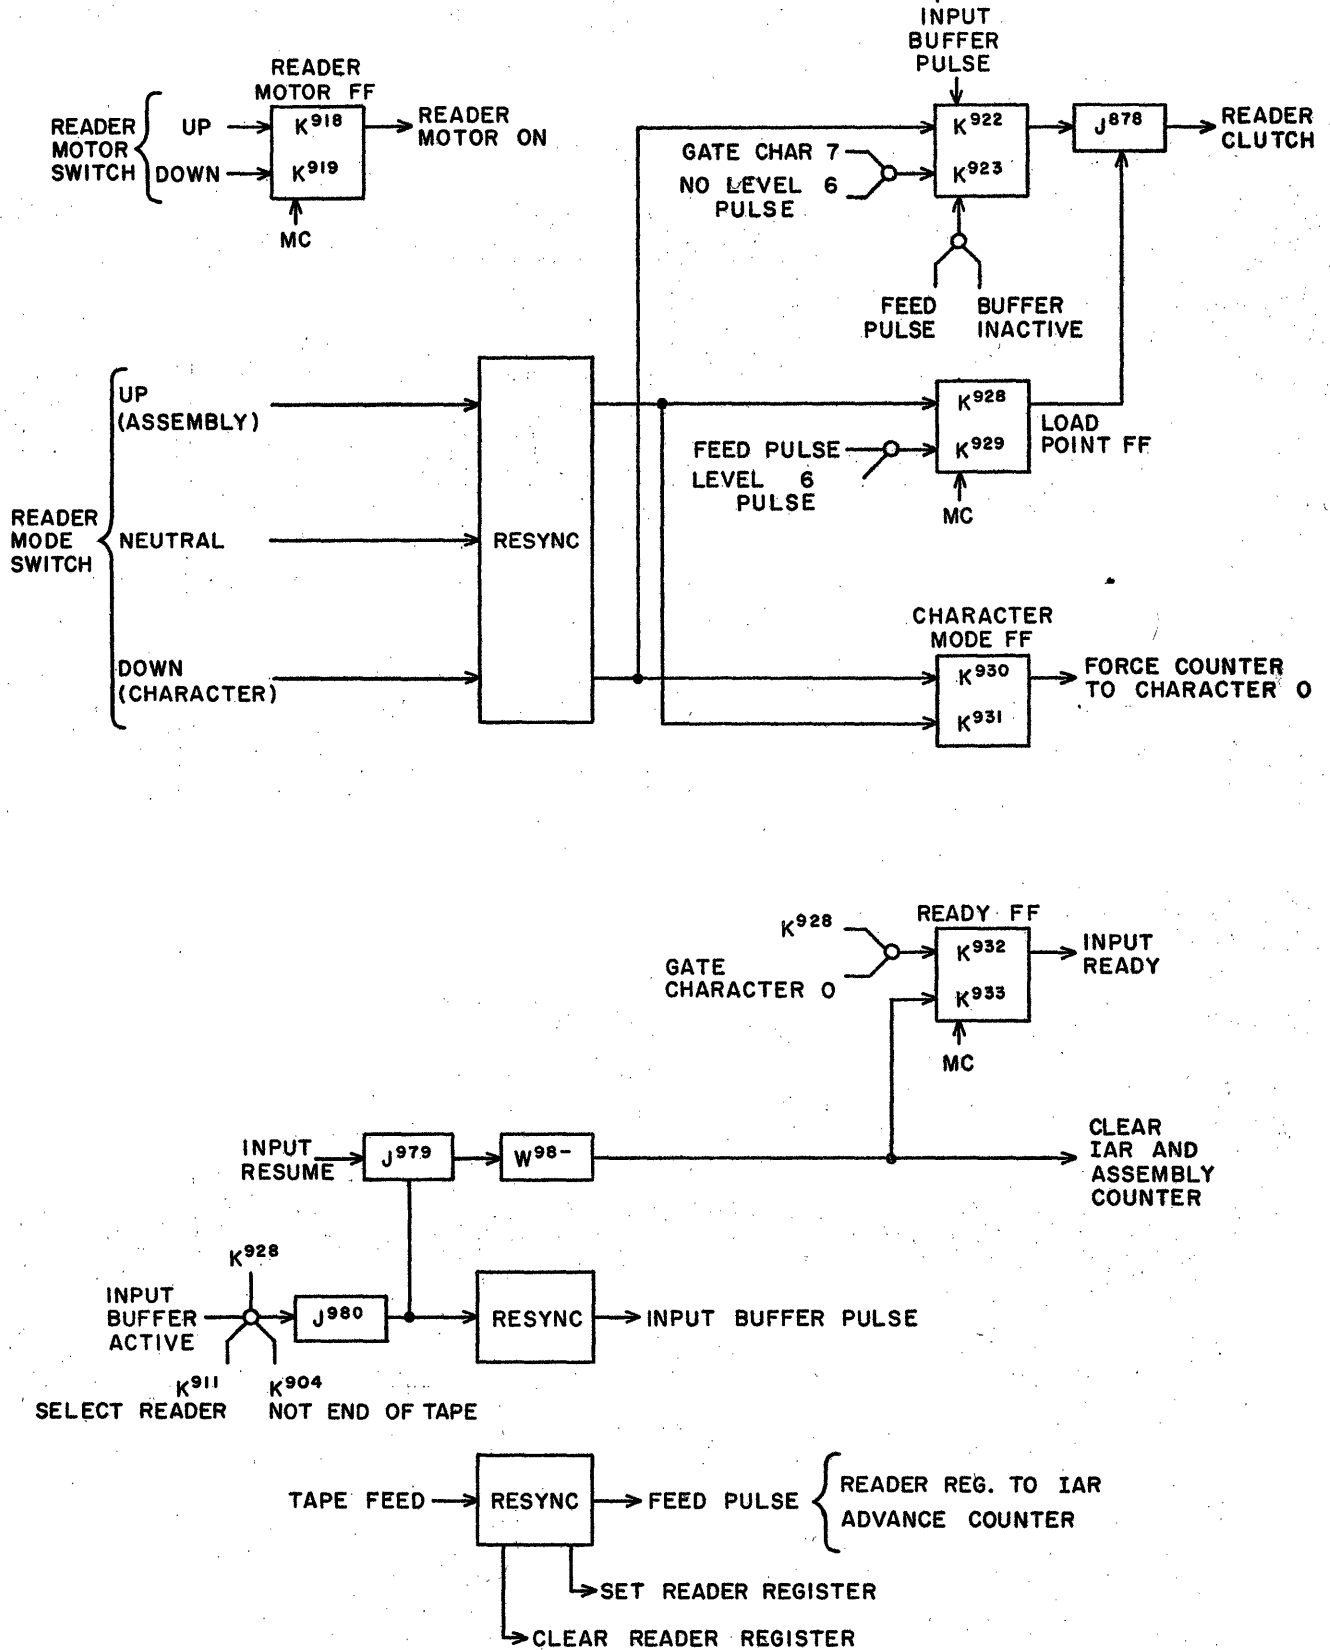 READER
MOTOR FF
READER
MOTOR
SWITCH
UP
DOWN
K918
K919
MC
READER
MOTOR ON
INPUT
BUFFER
PULSE
GATE CHAR 7
NO LEVEL 6
PULSE
K922
K923
J878
READER
CLUTCH
FEED
PULSE
BUFFER
INACTIVE
READER
MODE
SWITCH
UP
(ASSEMBLY)
NEUTRAL
DOWN
(CHARACTER)
RESYNC
FEED PULSE
LEVEL 6
PULSE
K928
K929
MC
LOAD
POINT FF
CHARACTER
MODE FF
K930
K931
FORCE COUNTER
TO CHARACTER 0
K928
GATE
CHARACTER 0
READY FF
K932
K933
MC
INPUT
READY
INPUT
RESUME
J979
W98-
CLEAR
IAR AND
ASSEMBLY
COUNTER
K928
INPUT
BUFFER
ACTIVE
J980
RESYNC
INPUT BUFFER PULSE
K911
SELECT READER
K904
NOT END OF TAPE
TAPE FEED
RESYNC
FEED PULSE
READER REG. TO IAR
ADVANCE COUNTER
SET READER REGISTER
CLEAR READER REGISTER